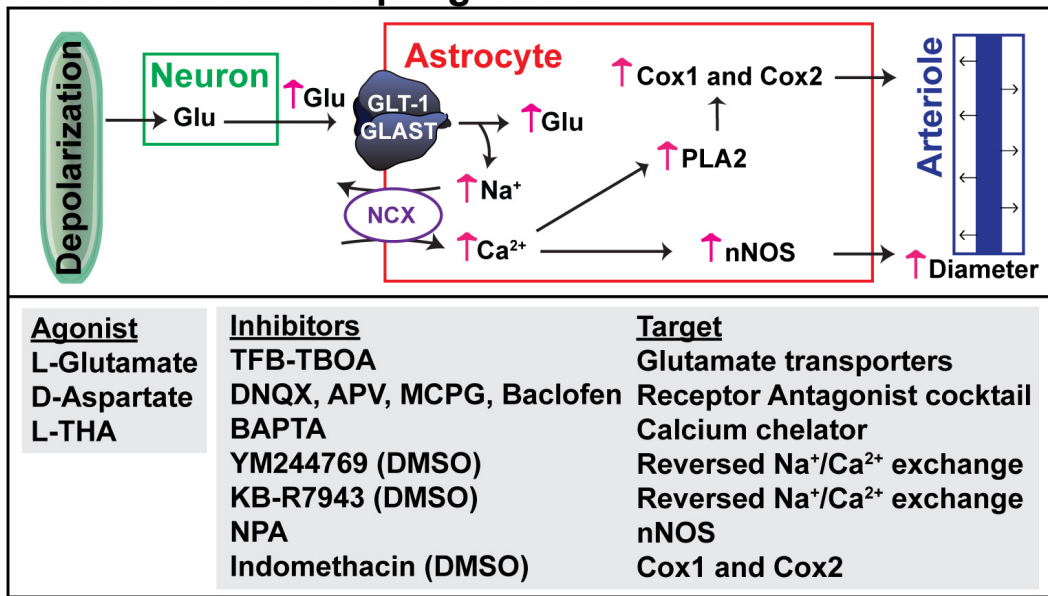 Depolarization
Neuron
Glu
↑Glu
Astrocyte
GLT-1
GLAST
↑Glu
↑Na⁺
NCX
↑Ca²⁺
↑Cox1 and Cox2
↑PLA2
↑nNOS
Arteriole
↑Diameter
Agonist
L-Glutamate
D-Aspartate
L-THA
Inhibitors Target
TFB-TBOA Glutamate transporters
DNQX, APV, MCPG, Baclofen Receptor Antagonist cocktail
BAPTA Calcium chelator
YM244769 (DMSO) Reversed Na⁺/Ca²⁺ exchange
KB-R7943 (DMSO) Reversed Na⁺/Ca²⁺ exchange
NPA nNOS
Indomethacin (DMSO) Cox1 and Cox2